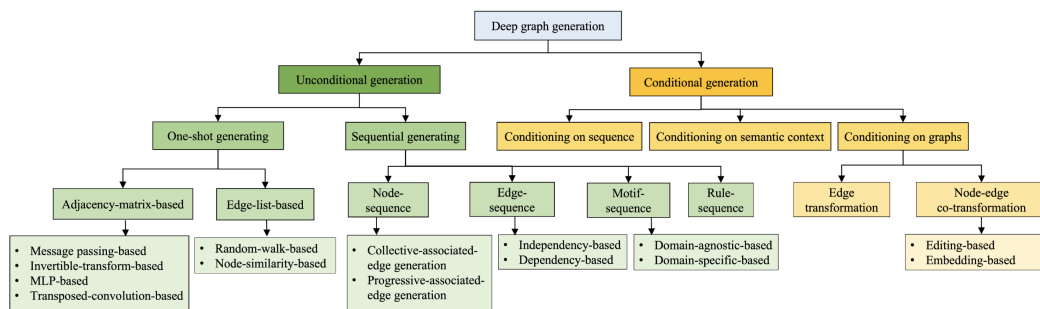 Deep graph generation
Unconditional generation
Conditional generation
One-shot generating
Sequential generating
Conditioning on sequence
Conditioning on semantic context
Conditioning on graphs
Adjacency-matrix-based
Edge-list-based
Node-
sequence
Edge-
sequence
Motif-
sequence
Rule-
sequence
Edge
transformation
Node-edge
co-transformation
• Message passing-based
• Invertible-transform-based
• MLP-based
• Transposed-convolution-based
• Random-walk-based
• Node-similarity-based
• Collective-associated-
edge generation
• Progressive-associated-
edge generation
• Independency-based
• Dependency-based
• Domain-agnostic-based
• Domain-specific-based
• Editing-based
• Embedding-based